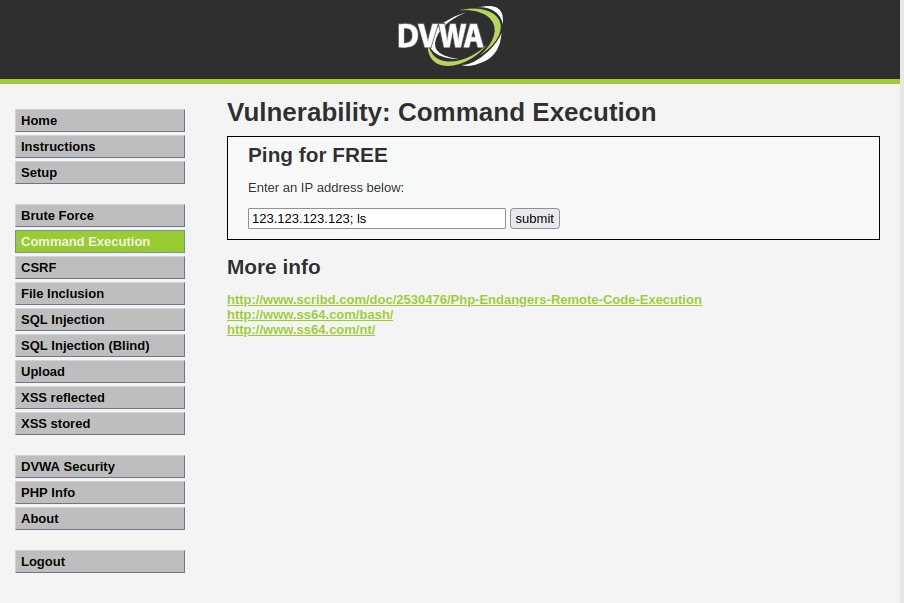 DVWA
Home
Instructions
Setup
Brute Force
Command Execution
CSRF
File Inclusion
SQL Injection
SQL Injection (Blind)
Upload
XSS reflected
XSS stored
DVWA Security
PHP Info
About
Logout
Vulnerability: Command Execution
Ping for FREE
Enter an IP address below:
123.123.123.123; ls submit
More info
http://www.scribd.com/doc/2530476/Php-Endangers-Remote-Code-Execution
http://www.ss64.com/bash/
http://www.ss64.com/nt/